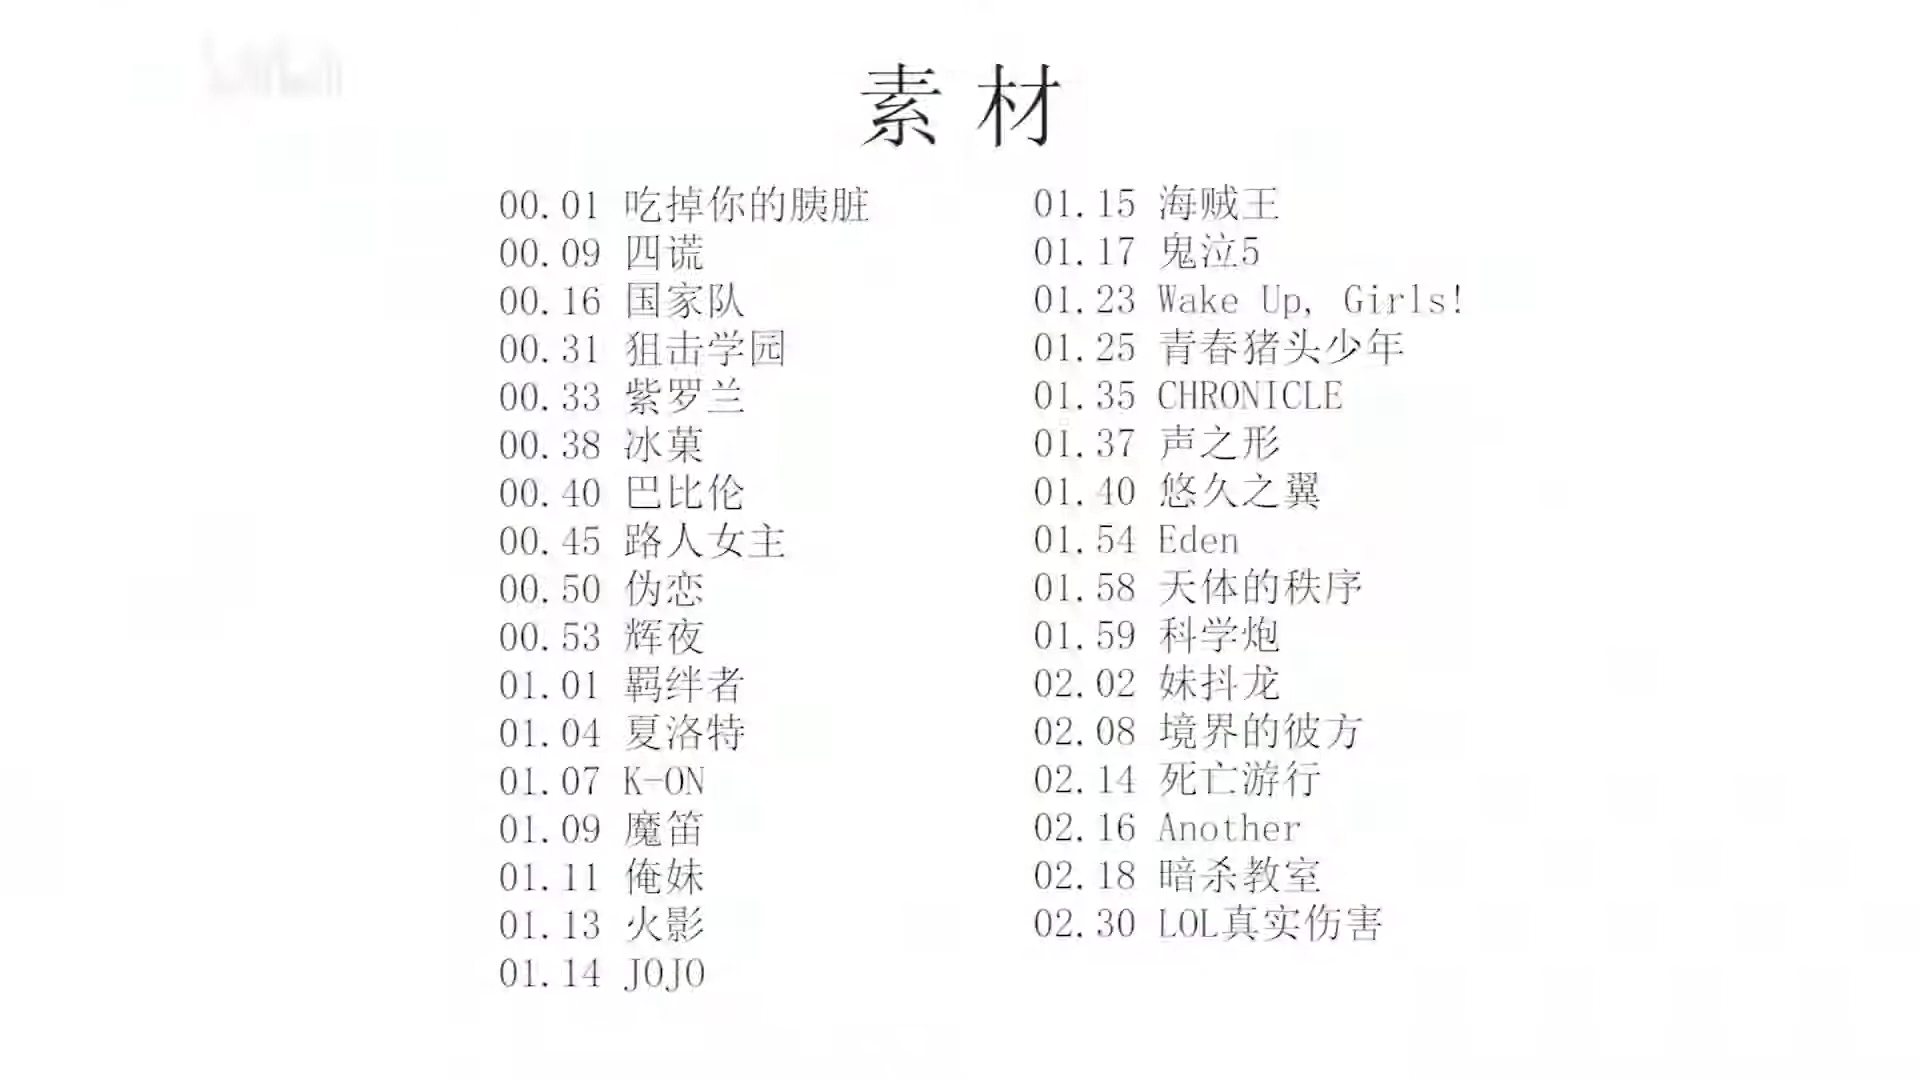 素材
00.01 吃掉你的胰脏
00.09 四谎
00.16 国家队
00.31 狙击学园
00.33 紫罗兰
00.38 冰菓
00.40 巴比伦
00.45 路人女主
00.50 伪恋
00.53 辉夜
01.01 羁绊者
01.04 夏洛特
01.07 K-ON
01.09 魔笛
01.11 俺妹
01.13 火影
01.14 JOJO
01.15 海贼王
01.17 鬼泣5
01.23 Wake Up, Girls!
01.25 青春猪头少年
01.35 CHRONICLE
01.37 声之形
01.40 悠久之翼
01.54 Eden
01.58 天体的秩序
01.59 科学炮
02.02 妹抖龙
02.08 境界的彼方
02.14 死亡游行
02.16 Another
02.18 暗杀教室
02.30 LOL真实伤害